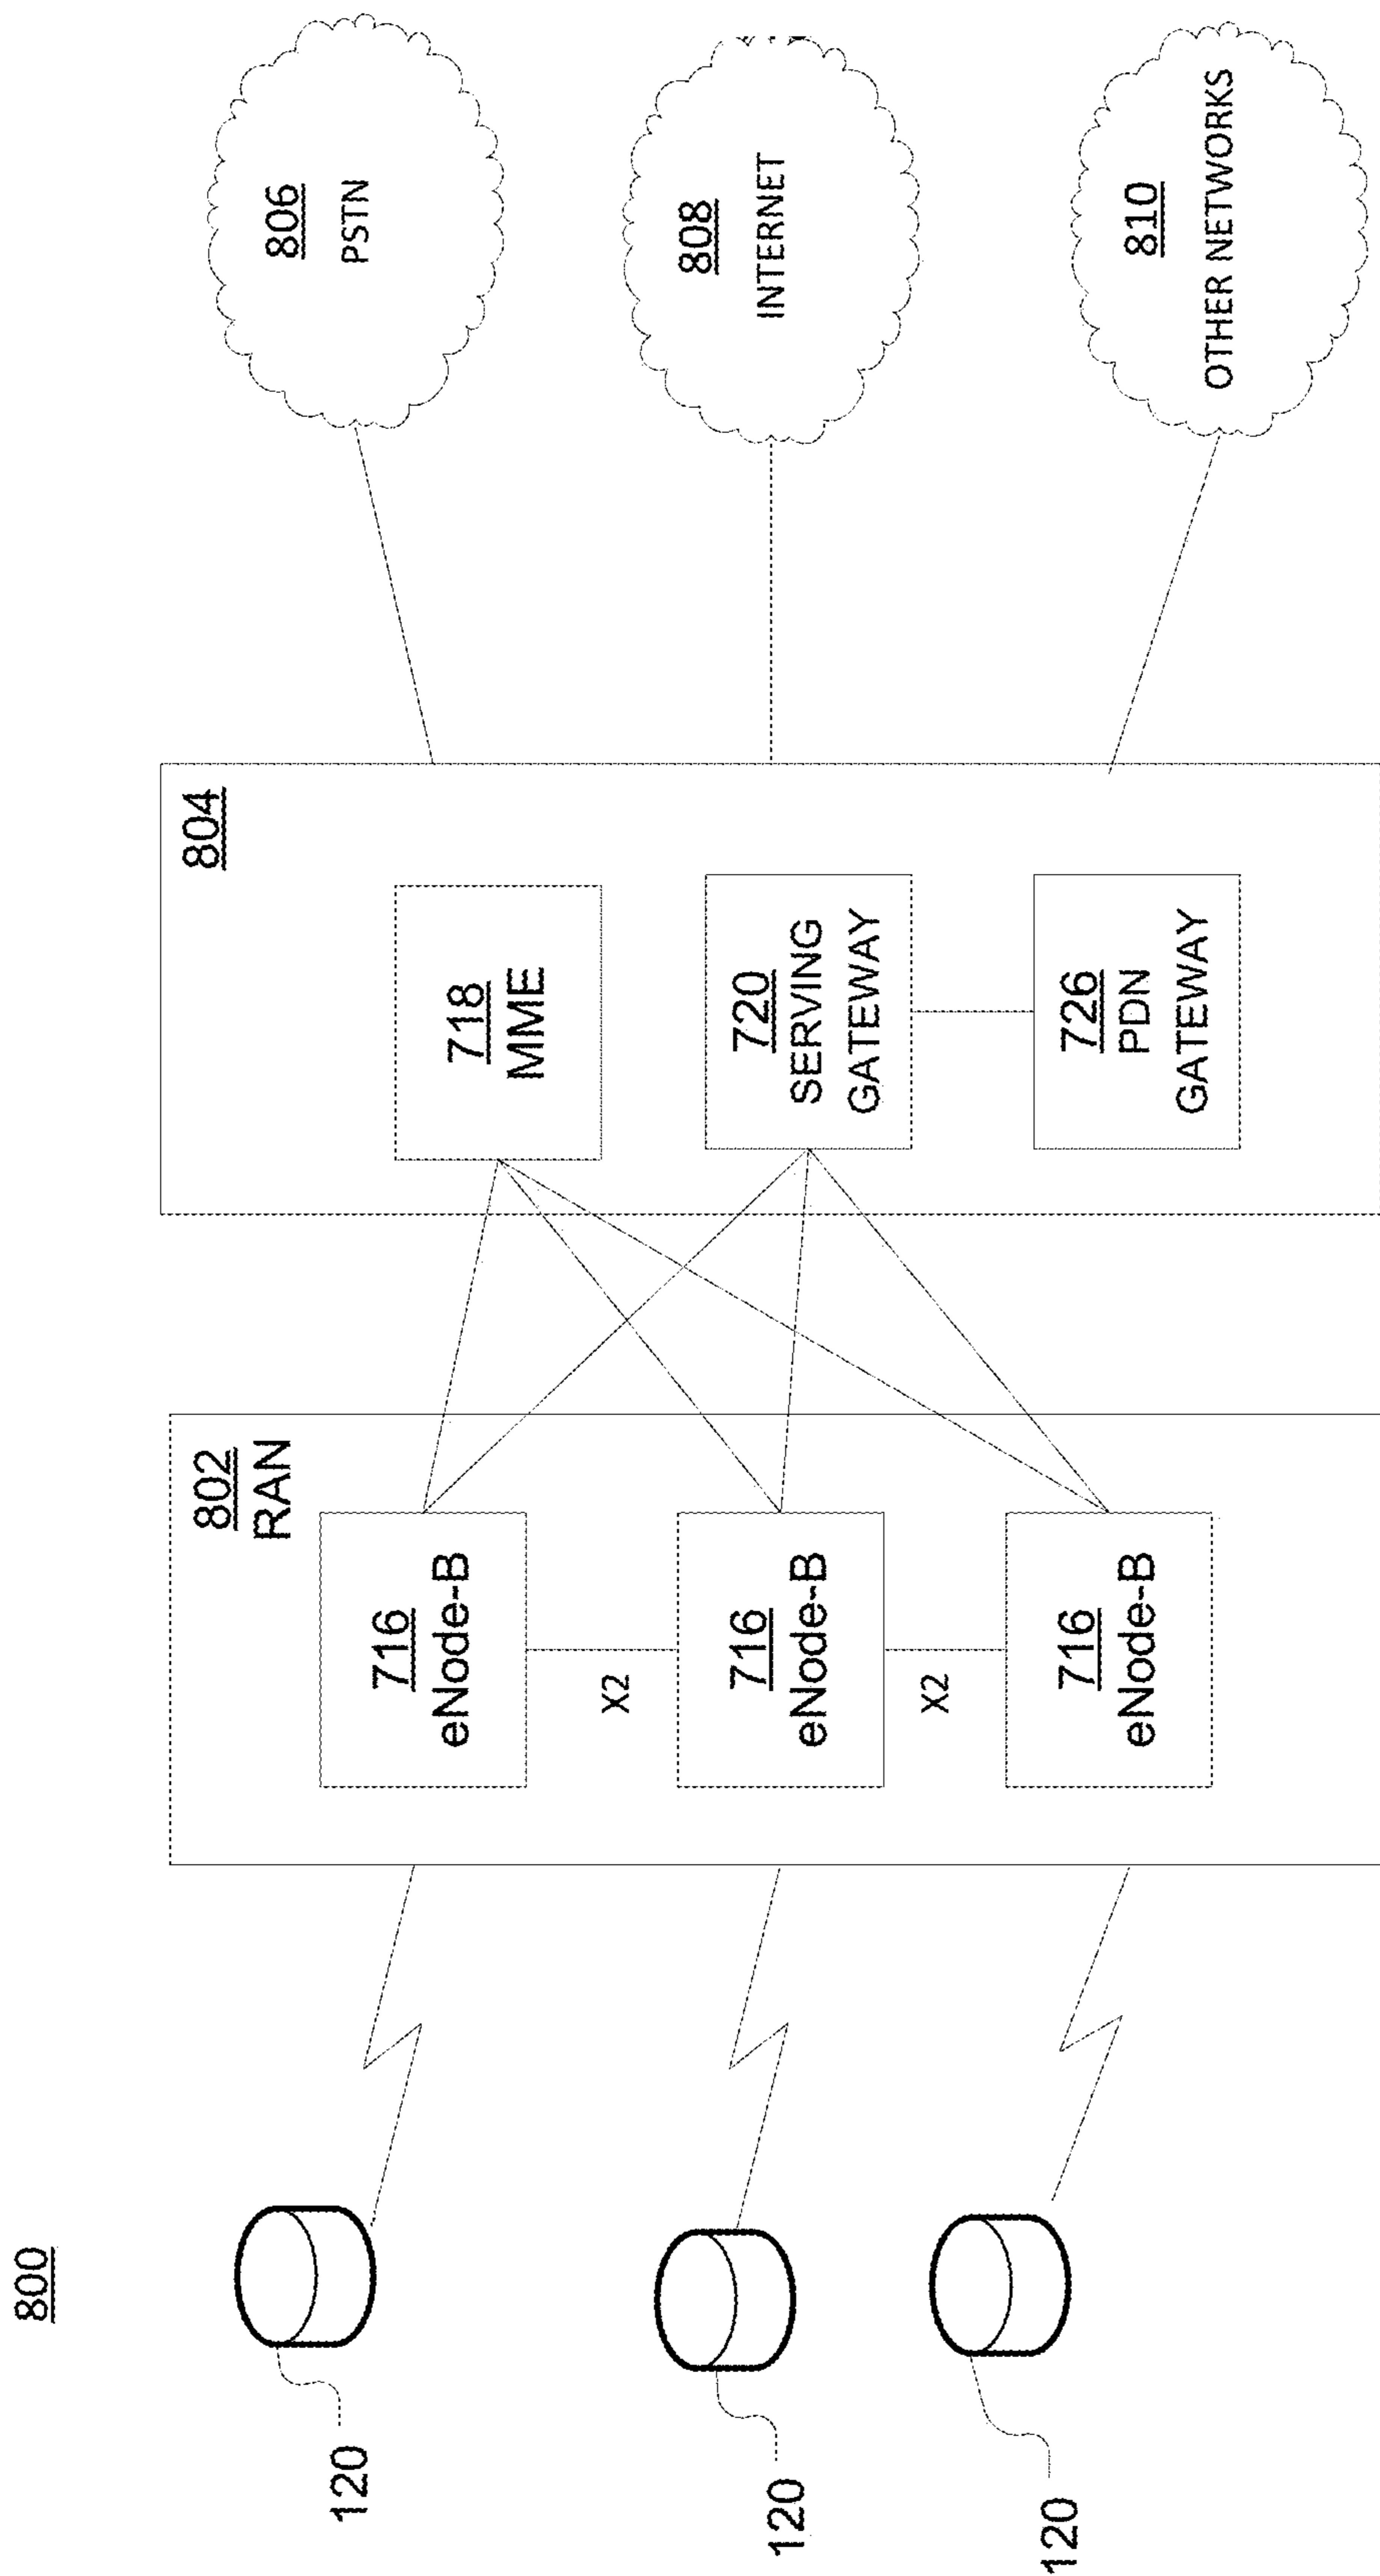 800
120
120
120
802
RAN
716
eNode-B
X2
716
eNode-B
X2
716
eNode-B
804
718
MME
720
SERVING
GATEWAY
726
PDN
GATEWAY
806
PSTN
808
INTERNET
810
OTHER NETWORKS